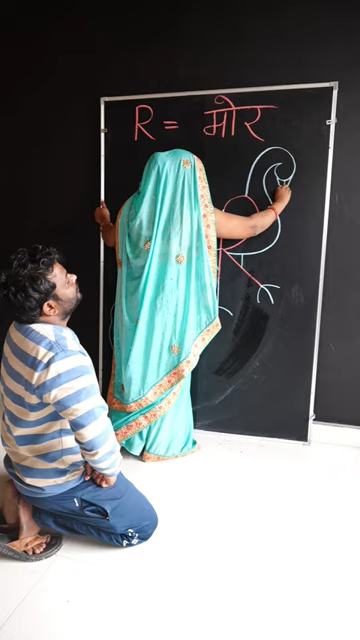 R = मोर